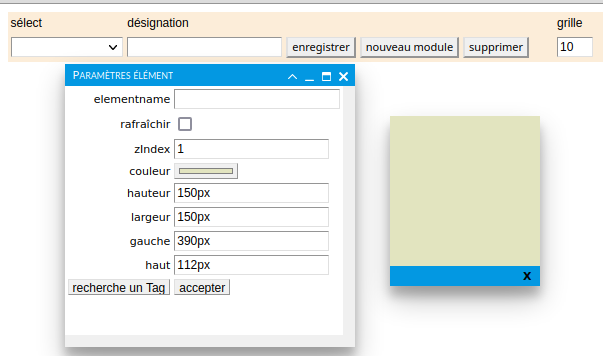 sélect désignation grille
enregistrer nouveau module supprimer 10
Paramètres élément
elementname
rafraîchir
zIndex 1
couleur
hauteur 150px
largeur 150px
gauche 390px
haut 112px
recherche un Tag accepter
x